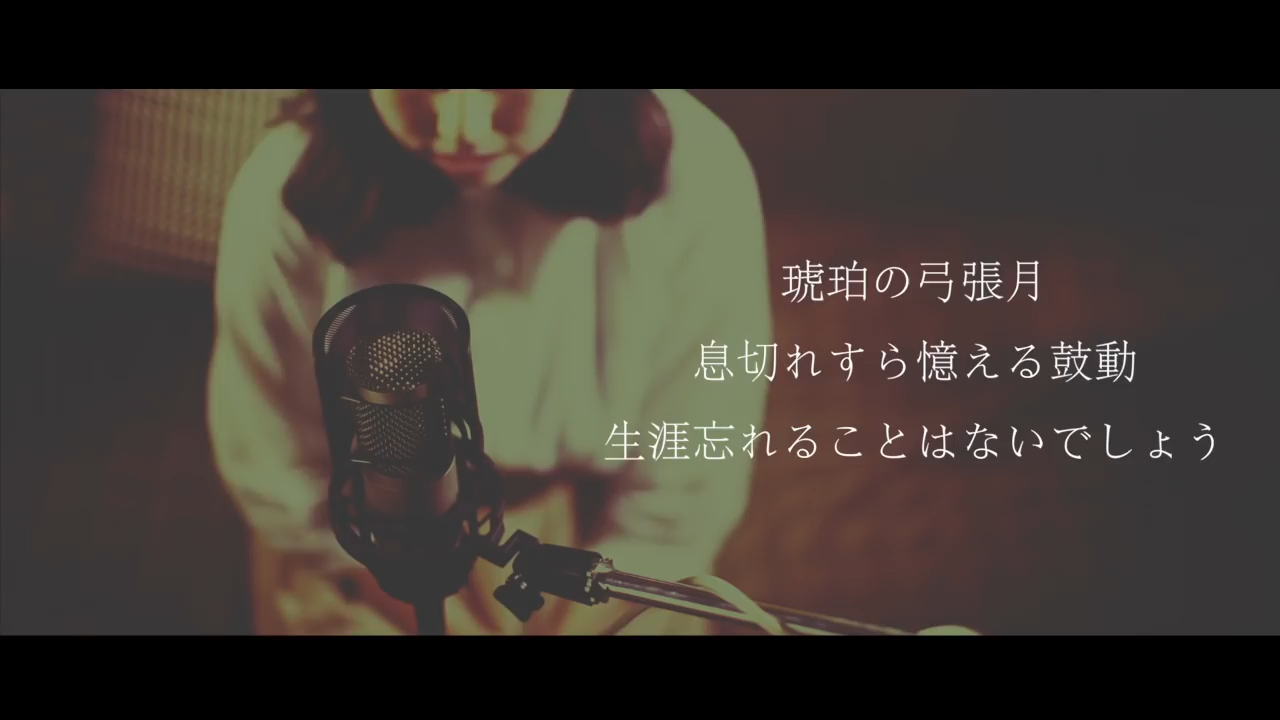 琥珀の弓張月
息切れすら憶える鼓動
生涯忘れることはないでしょう